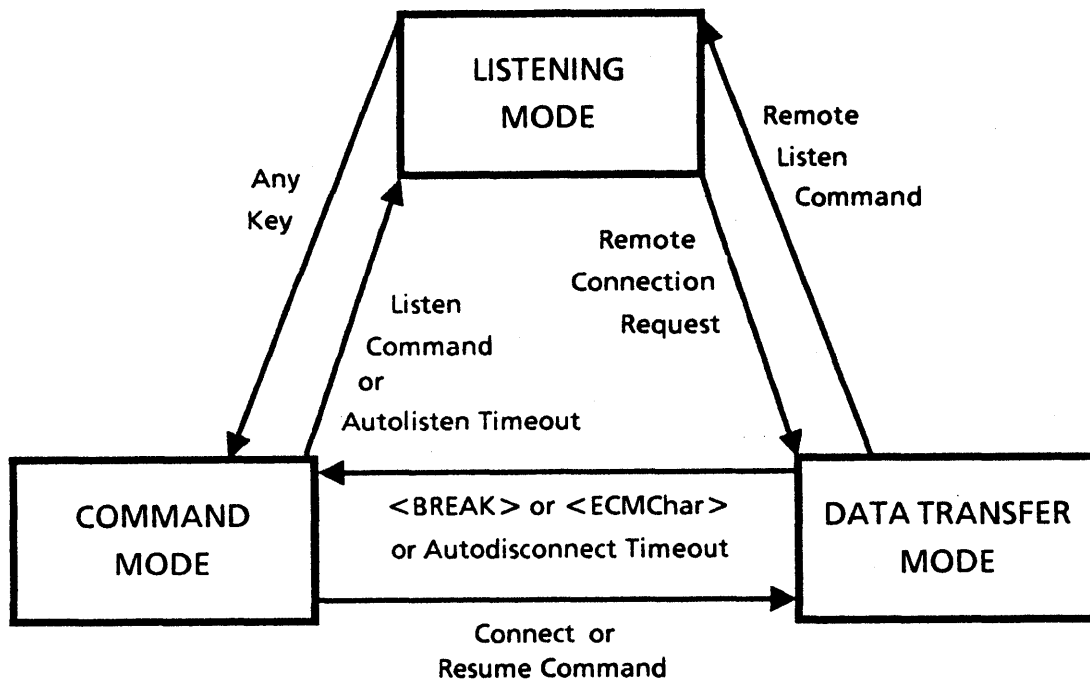 LISTENING
MODE
Remote
Listen
Command
Any
Key
Remote
Connection
Request
Listen
Command
or
Autolisten Timeout
COMMAND
MODE
<BREAK> or <ECMChar>
or Autodisconnect Timeout
DATA TRANSFER
MODE
Connect or
Resume Command